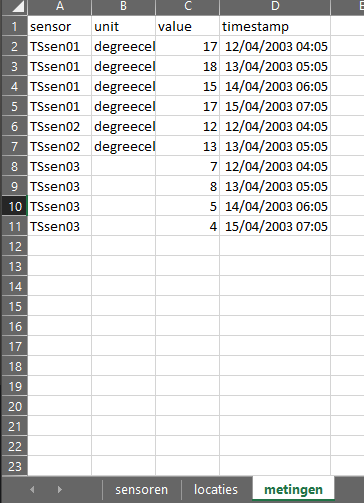 A B C D E
1 sensor unit value timestamp
2 TSsen01 degreecel 17 12/04/2003 04:05
3 TSsen01 degreecel 18 13/04/2003 05:05
4 TSsen01 degreecel 15 14/04/2003 06:05
5 TSsen01 degreecel 17 15/04/2003 07:05
6 TSsen02 degreecel 12 12/04/2003 04:05
7 TSsen02 degreecel 13 13/04/2003 05:05
8 TSsen03 7 12/04/2003 04:05
9 TSsen03 8 13/04/2003 05:05
10 TSsen03 5 14/04/2003 06:05
11 TSsen03 4 15/04/2003 07:05
12
13
14
15
16
17
18
19
20
21
22
23
sensoren locaties metingen